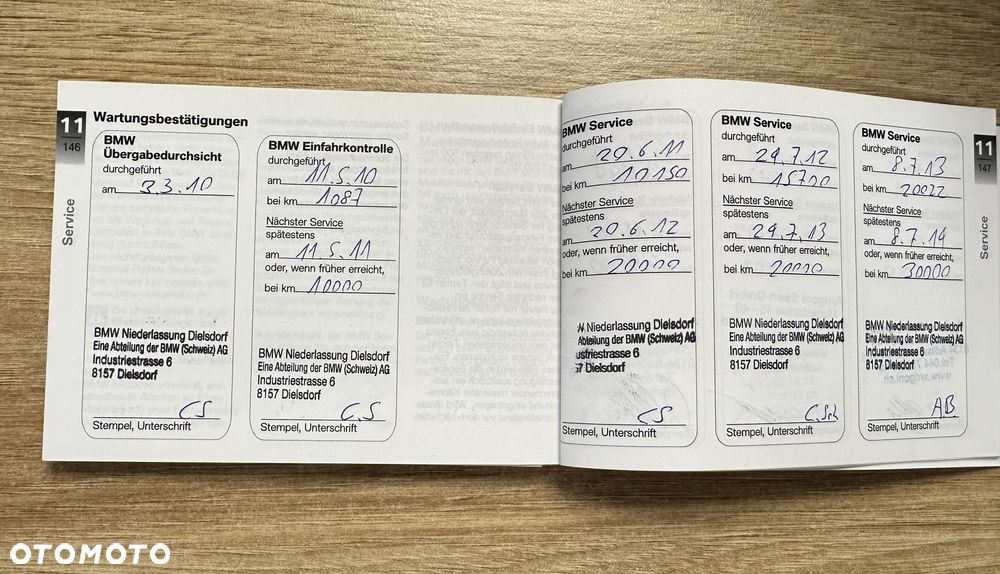 11
146
Service
Wartungsbestätigungen
BMW
Übergabedurchsicht
durchgeführt
am 3.3.10
BMW Niederlassung Dielsdorf
Eine Abteilung der BMW (Schweiz) AG
Industriestrasse 6
8157 Dielsdorf
CS
Stempel, Unterschrift
BMW Einfahrkontrolle
durchgeführt
am 11.5.10
bei km 1087
Nächster Service
spätestens
am 11.5.11
oder, wenn früher erreicht,
bei km 10000
BMW Niederlassung Dielsdorf
Eine Abteilung der BMW (Schweiz) AG
Industriestrasse 6
8157 Dielsdorf
C.S
Stempel, Unterschrift
BMW Service
durchgeführt
am 20.6.11
bei km 10150
Nächster Service
spätestens
am 20.6.12
oder, wenn früher erreicht,
bei km 20000
Niederlassung Dielsdorf
Abteilung der BMW (Schweiz) AG
ustriestrasse 6
57 Dielsdorf
CS
Stempel, Unterschrift
BMW Service
durchgeführt
am 24.7.12
bei km 15700
Nächster Service
spätestens
am 24.7.13
oder, wenn früher erreicht,
bei km 20000
BMW Niederlassung Dielsdorf
Eine Abteilung der BMW (Schweiz) AG
Industriestrasse 6
8157 Dielsdorf
C.Sch
Stempel, Unterschrift
BMW Service
durchgeführt
am 8.7.13
bei km 20022
Nächster Service
spätestens
am 8.7.14
oder, wenn früher erreicht,
bei km 30000
BMW Niederlassung Dielsdorf
Eine Abteilung der BMW (Schweiz) AG
Industriestrasse 6
8157 Dielsdorf
AB
Stempel, Unterschrift
11
147
Service
OTOMOTO